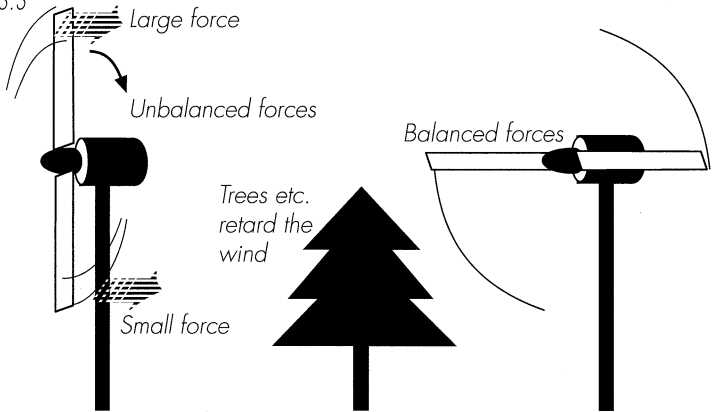 Large force
Unbalanced forces
Balanced forces
Trees etc.
retard the
wind
Small force